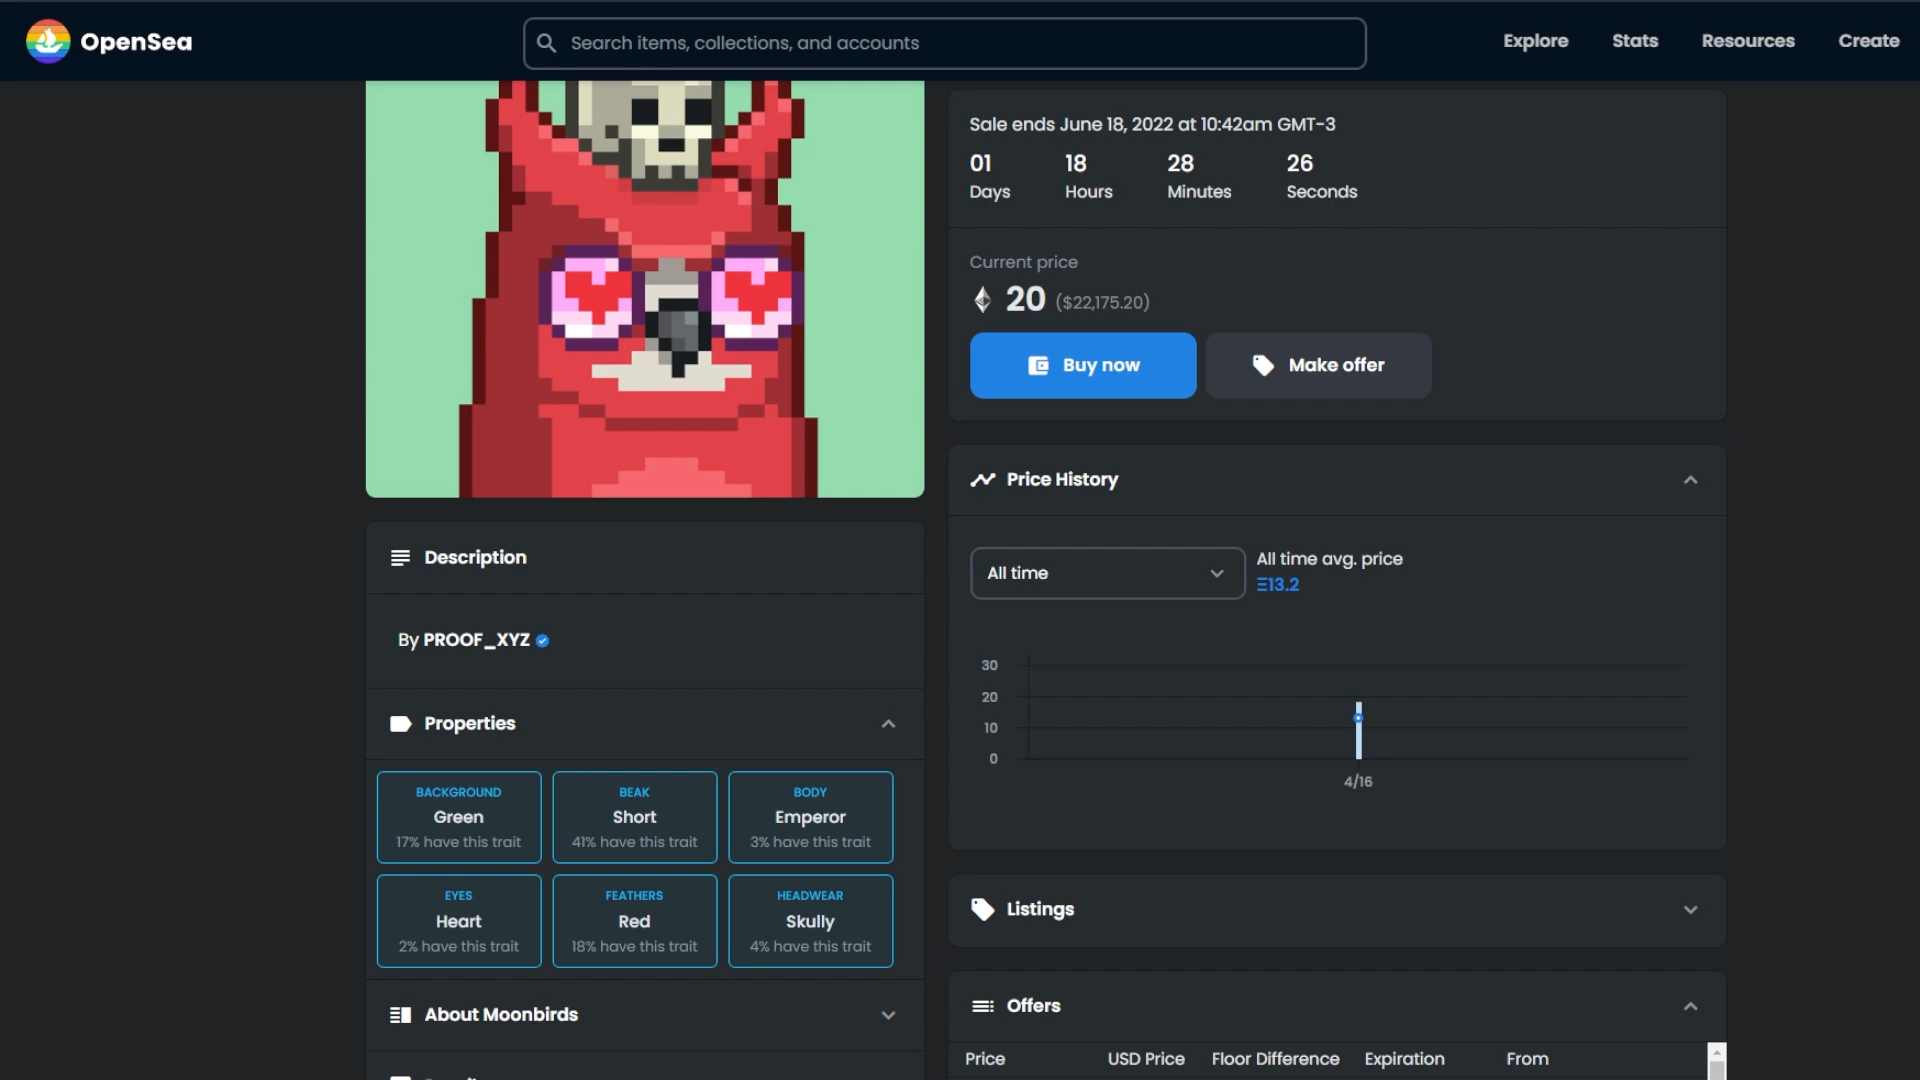 OpenSea
Search items, collections, and accounts
Explore
Stats
Resources
Create
Sale ends June 18, 2022 at 10:42am GMT-3
01 18 28 26
Days Hours Minutes Seconds
Current price
20 ($22,175.20)
Buy now
Make offer
Price History
All time
All time avg. price
Ξ13.2
30
20
10
0
4/16
Listings
Offers
Price USD Price Floor Difference Expiration From
Description
By PROOF_XYZ
Properties
BACKGROUND
Green
17% have this trait
BEAK
Short
41% have this trait
BODY
Emperor
3% have this trait
EYES
Heart
2% have this trait
FEATHERS
Red
18% have this trait
HEADWEAR
Skully
4% have this trait
About Moonbirds